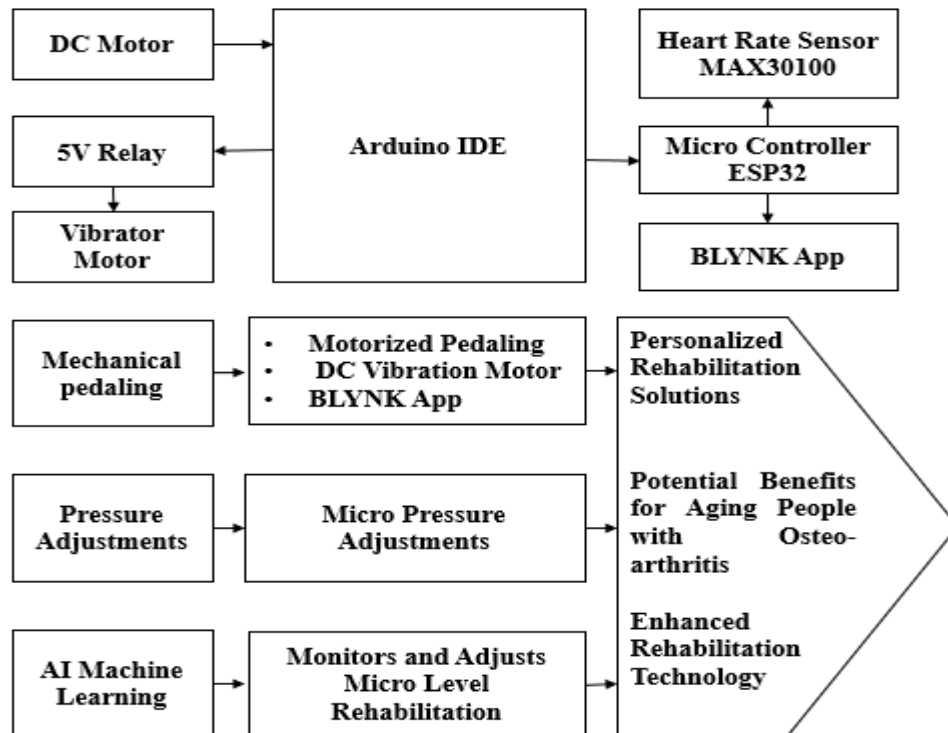 DC Motor
5V Relay
Vibrator
Motor
Arduino IDE
Heart Rate Sensor
MAX30100
Micro Controller
ESP32
BLYNK App
Mechanical
pedaling
• Motorized Pedaling
• DC Vibration Motor
• BLYNK App
Personalized
Rehabilitation
Solutions
Pressure
Adjustments
Micro Pressure
Adjustments
Potential Benefits
for Aging People
with Osteo-
arthritis
AI Machine
Learning
Monitors and Adjusts
Micro Level
Rehabilitation
Enhanced
Rehabilitation
Technology